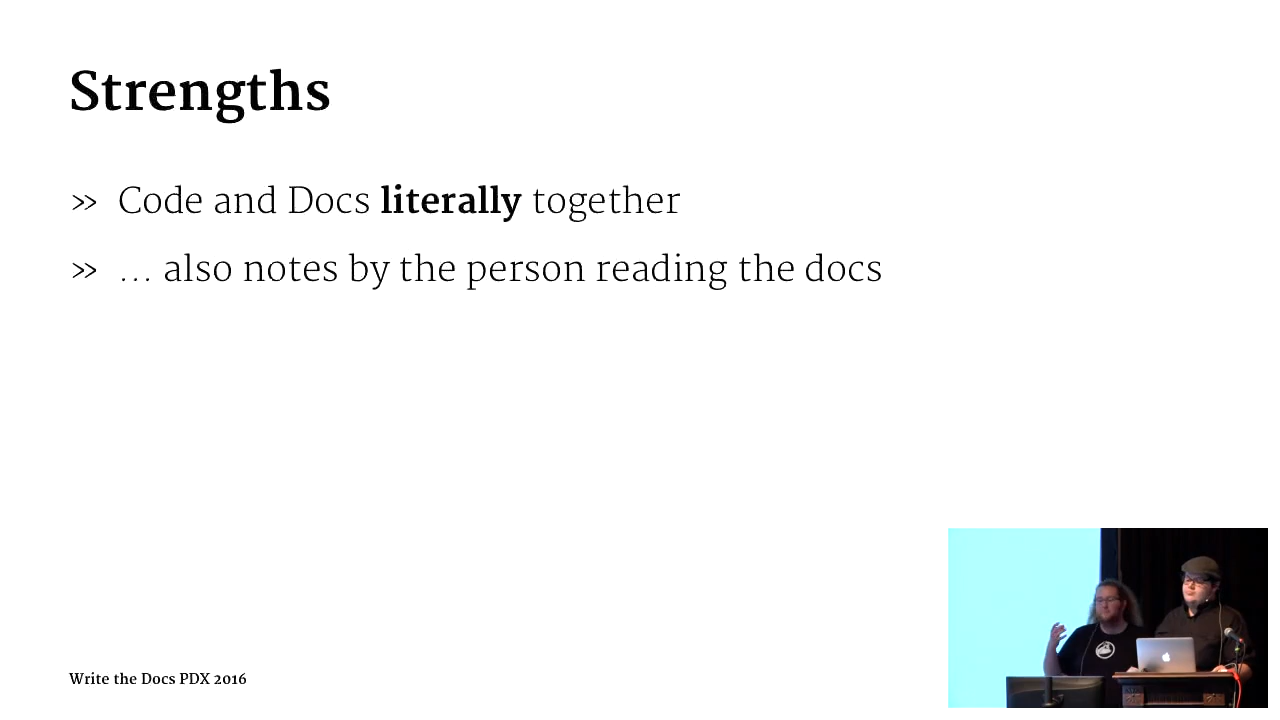 Strengths
» Code and Docs literally together
» … also notes by the person reading the docs
Write the Docs PDX 2016